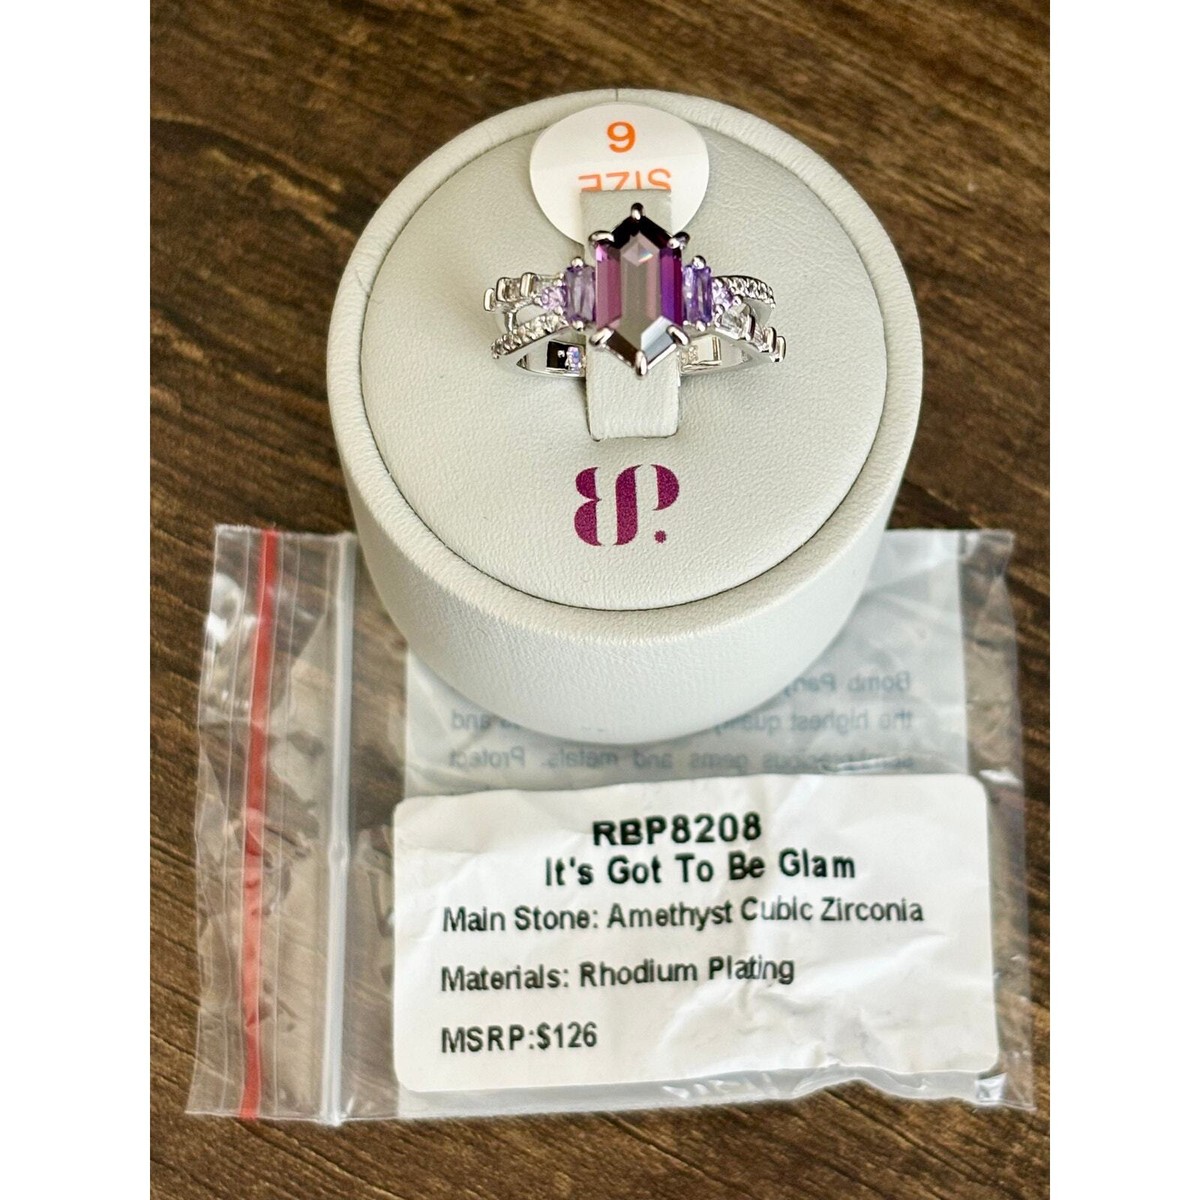 SIZE
9
BP.
Bomb Party
the highest quality and
gems and metals. Protect
RBP8208
It's Got To Be Glam
Main Stone: Amethyst Cubic Zirconia
Materials: Rhodium Plating
MSRP:$126